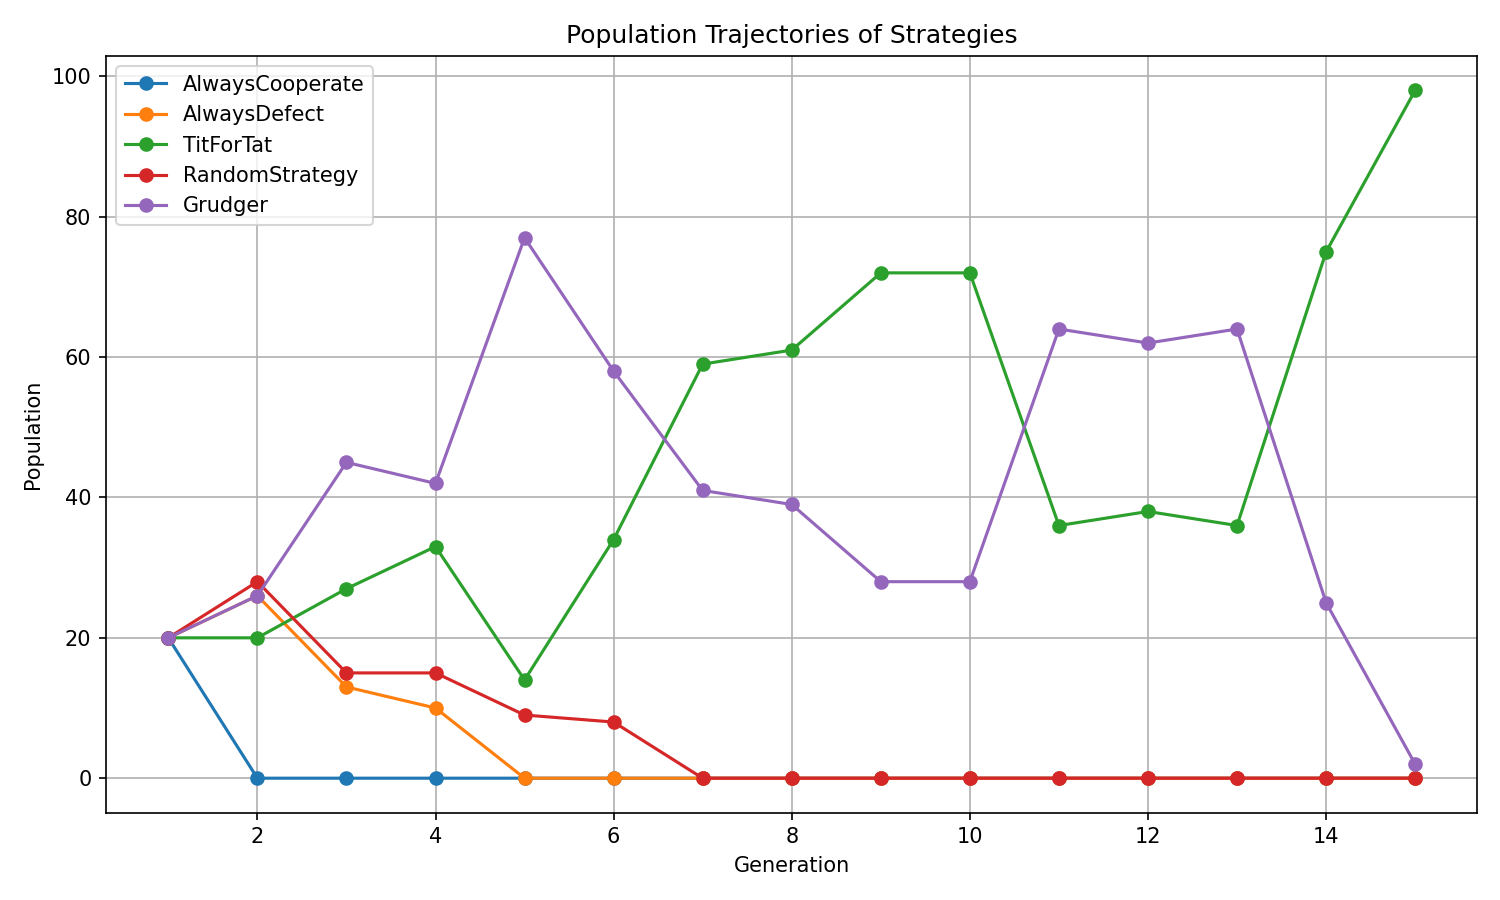 Population Trajectories of Strategies
AlwaysCooperate
AlwaysDefect
TitForTat
RandomStrategy
Grudger
100
80
60
40
20
0
Population
2 4 6 8 10 12 14
Generation